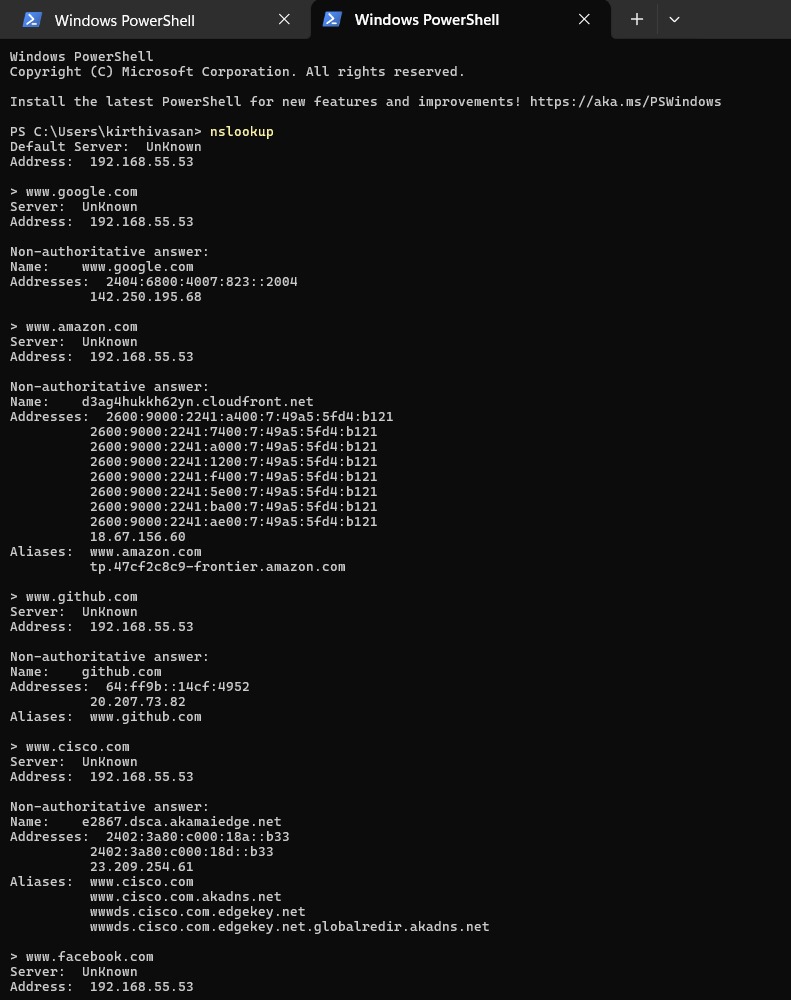 Windows PowerShell
Windows PowerShell
Windows PowerShell
Copyright (C) Microsoft Corporation. All rights reserved.
Install the latest PowerShell for new features and improvements! https://aka.ms/PSWindows
PS C:\Users\kirthivasan> nslookup
Default Server:  UnKnown
Address:  192.168.55.53
> www.google.com
Server:  UnKnown
Address:  192.168.55.53
Non-authoritative answer:
Name:    www.google.com
Addresses:  2404:6800:4007:823::2004
          142.250.195.68
> www.amazon.com
Server:  UnKnown
Address:  192.168.55.53
Non-authoritative answer:
Name:    d3ag4hukkh62yn.cloudfront.net
Addresses:  2600:9000:2241:a400:7:49a5:5fd4:b121
          2600:9000:2241:7400:7:49a5:5fd4:b121
          2600:9000:2241:a000:7:49a5:5fd4:b121
          2600:9000:2241:1200:7:49a5:5fd4:b121
          2600:9000:2241:f400:7:49a5:5fd4:b121
          2600:9000:2241:5e00:7:49a5:5fd4:b121
          2600:9000:2241:ba00:7:49a5:5fd4:b121
          2600:9000:2241:ae00:7:49a5:5fd4:b121
          18.67.156.60
Aliases:  www.amazon.com
          tp.47cf2c8c9-frontier.amazon.com
> www.github.com
Server:  UnKnown
Address:  192.168.55.53
Non-authoritative answer:
Name:    github.com
Addresses:  64:ff9b::14cf:4952
          20.207.73.82
Aliases:  www.github.com
> www.cisco.com
Server:  UnKnown
Address:  192.168.55.53
Non-authoritative answer:
Name:    e2867.dsca.akamaiedge.net
Addresses:  2402:3a80:c000:18a::b33
          2402:3a80:c000:18d::b33
          23.209.254.61
Aliases:  www.cisco.com
          www.cisco.com.akadns.net
          wwwds.cisco.com.edgekey.net
          wwwds.cisco.com.edgekey.net.globalredir.akadns.net
> www.facebook.com
Server:  UnKnown
Address:  192.168.55.53